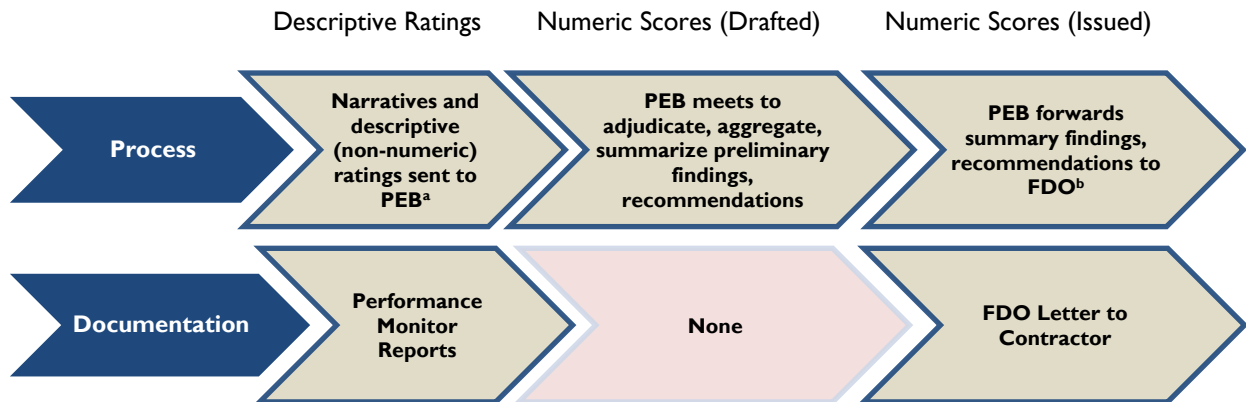 Descriptive Ratings
Numeric Scores (Drafted)
Numeric Scores (Issued)
Process
Narratives and
descriptive
(non-numeric)
ratings sent to
PEBᵃ
PEB meets to
adjudicate, aggregate,
summarize preliminary
findings,
recommendations
PEB forwards
summary findings,
recommendations to
FDOᵇ
Documentation
Performance
Monitor
Reports
None
FDO Letter to
Contractor